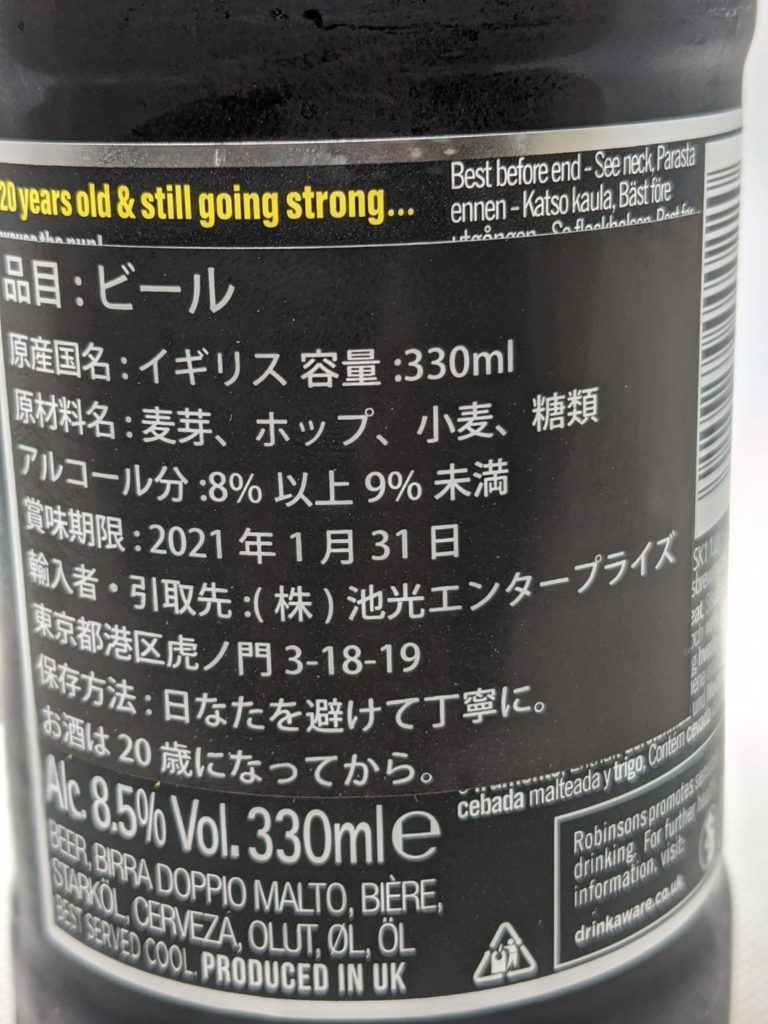 20 years old & still going strong...
Best before end - See neck, Parasta
ennen - Katso kaula, Bäst före
品目:ビール
原産国名:イギリス 容量:330ml
原材料名:麦芽、ホップ、小麦、糖類
アルコール分:8% 以上 9% 未満
賞味期限:2021 年 1 月 31 日
輸入者・引取先:(株)池光エンタープライズ
東京都港区虎ノ門 3-18-19
保存方法:日なたを避けて丁寧に。
お酒は 20 歳になってから。
cebada malteada y trigo, Contém
Alc. 8.5% Vol. 330ml e
BEER, BIRRA DOPPIO MALTO, BIÈRE,
STARKÖL, CERVEZA, OLUT, ØL, ÖL
BEST SERVED COOL. PRODUCED IN UK
Robinsons promotes
drinking. For further
information, visit:
drinkaware.co.uk